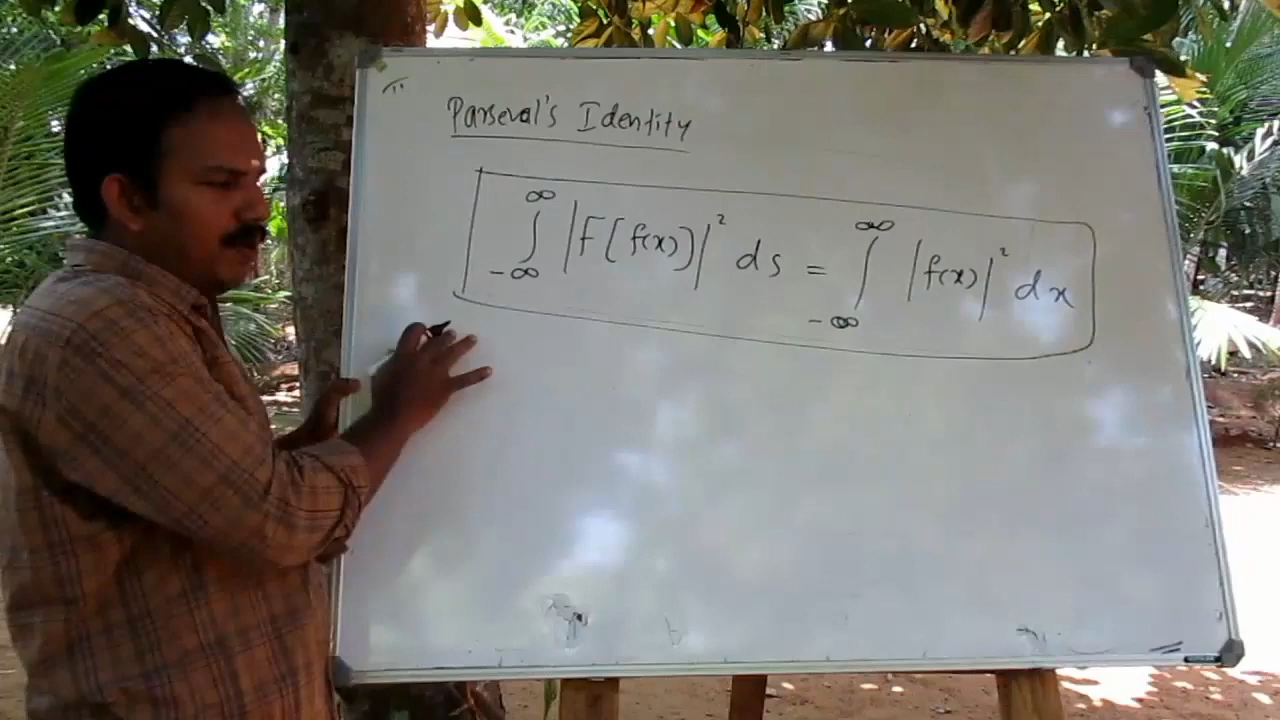 Parseval's Identity
∫_{-∞}^{∞} |F[f(x))|² ds = ∫_{-∞}^{∞} |f(x)|² dx